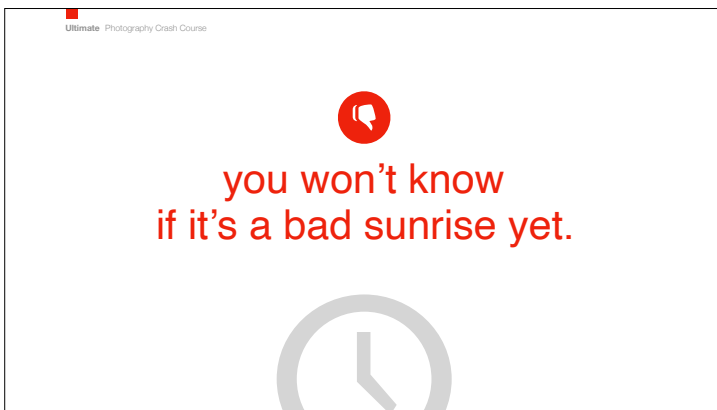 Ultimate Photography Crash Course
you won’t know
if it’s a bad sunrise yet.